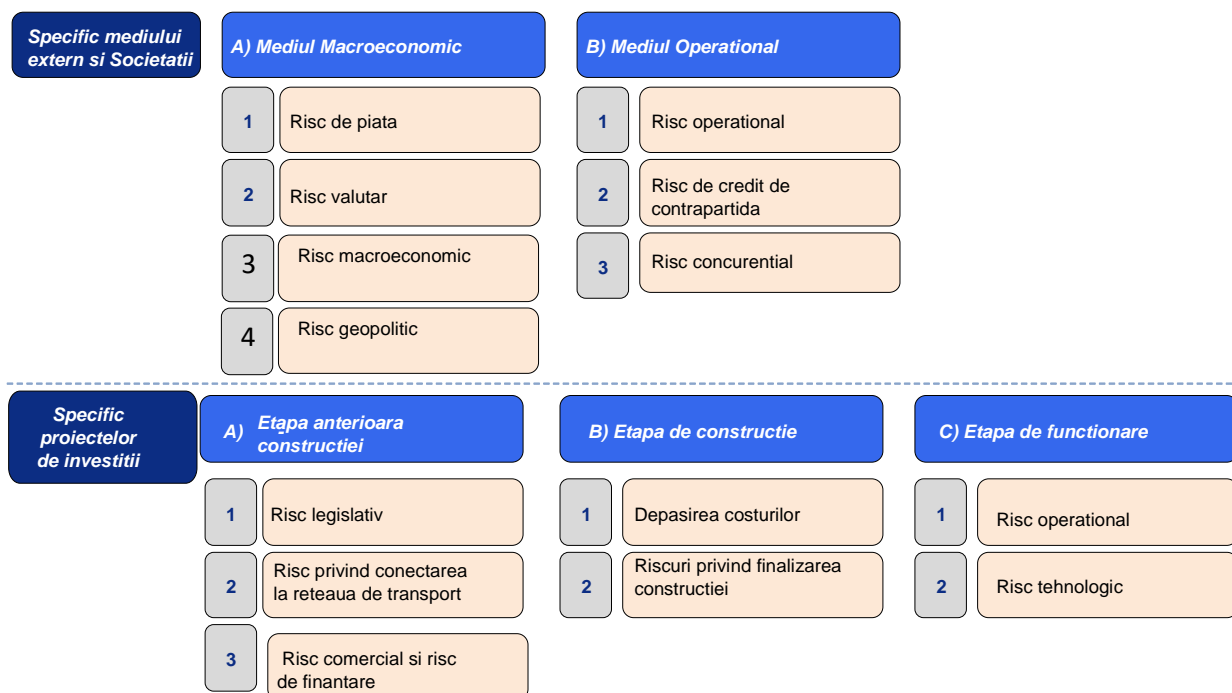 Specific mediului
extern si Societatii
A) Mediul Macroeconomic
1
Risc de piata
2
Risc valutar
3
Risc macroeconomic
4
Risc geopolitic
B) Mediul Operational
1
Risc operational
2
Risc de credit de
contrapartida
3
Risc concurential
Specific
proiectelor
de investitii
A) Etapa anterioara
constructiei
1
Risc legislativ
2
Risc privind conectarea
la reteaua de transport
3
Risc comercial si risc
de finantare
B) Etapa de constructie
1
Depasirea costurilor
2
Riscuri privind finalizarea
constructiei
C) Etapa de functionare
1
Risc operational
2
Risc tehnologic